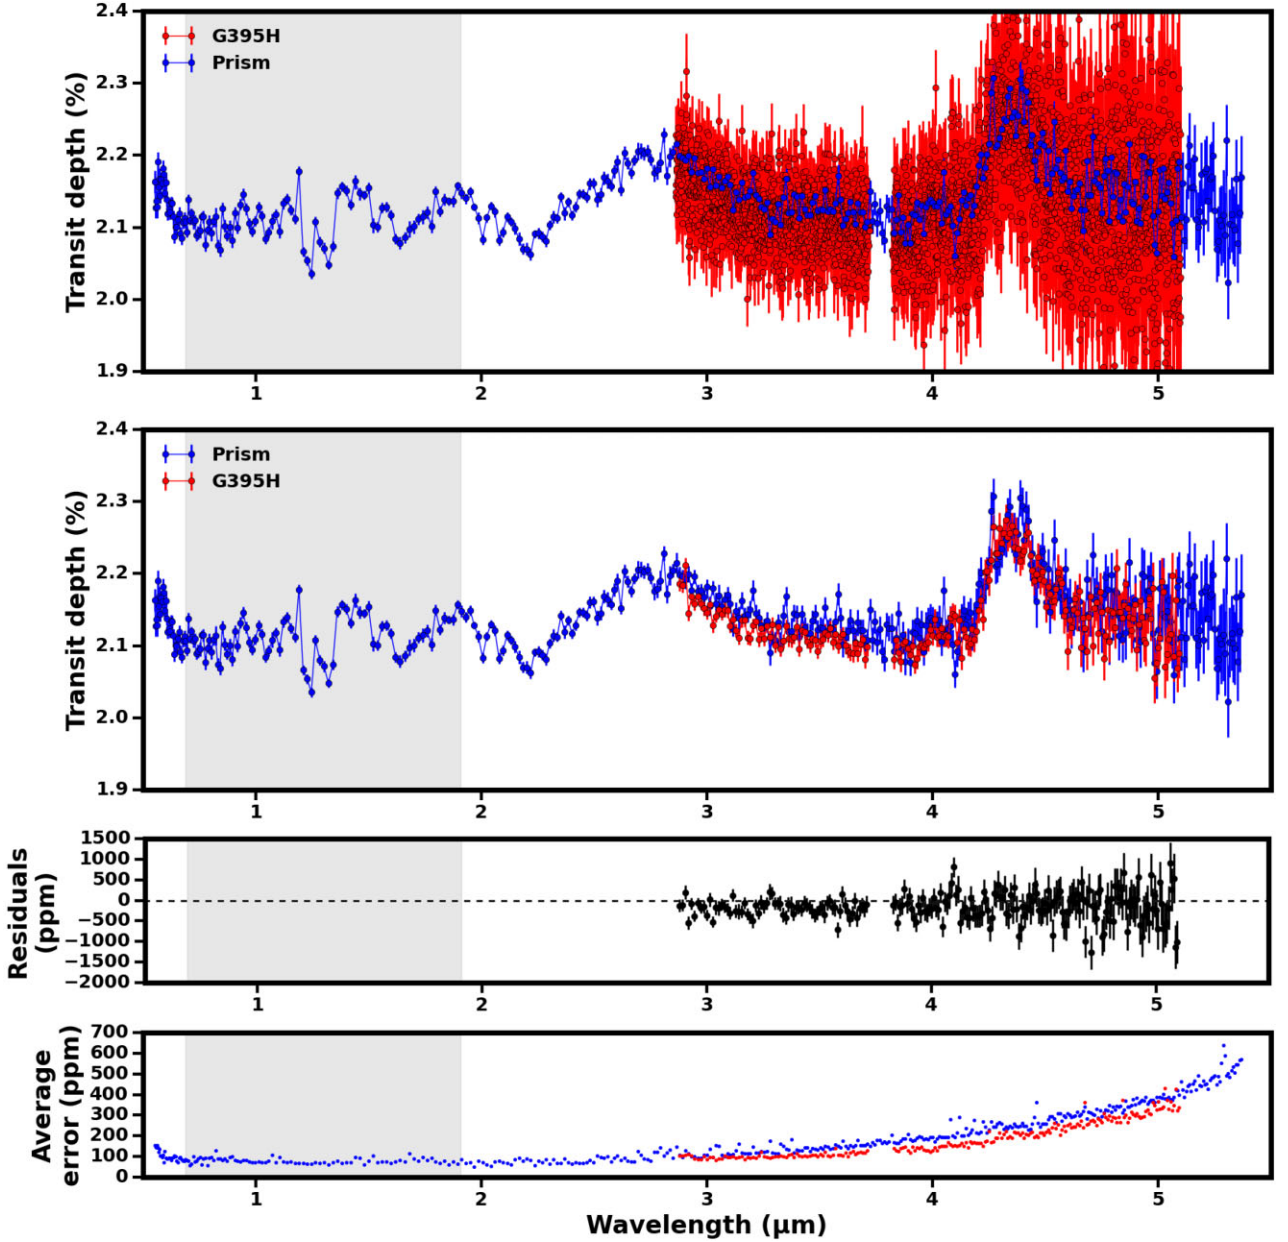 2.4
2.3
2.2
2.1
2.0
1.9
Transit depth (%)
G395H
Prism
1 2 3 4 5
2.4
2.3
2.2
2.1
2.0
1.9
Transit depth (%)
Prism
G395H
1 2 3 4 5
1500
1000
500
0
−500
−1000
−1500
−2000
Residuals
(ppm)
1 2 3 4 5
700
600
500
400
300
200
100
0
Average
error (ppm)
1 2 3 4 5
Wavelength (μm)